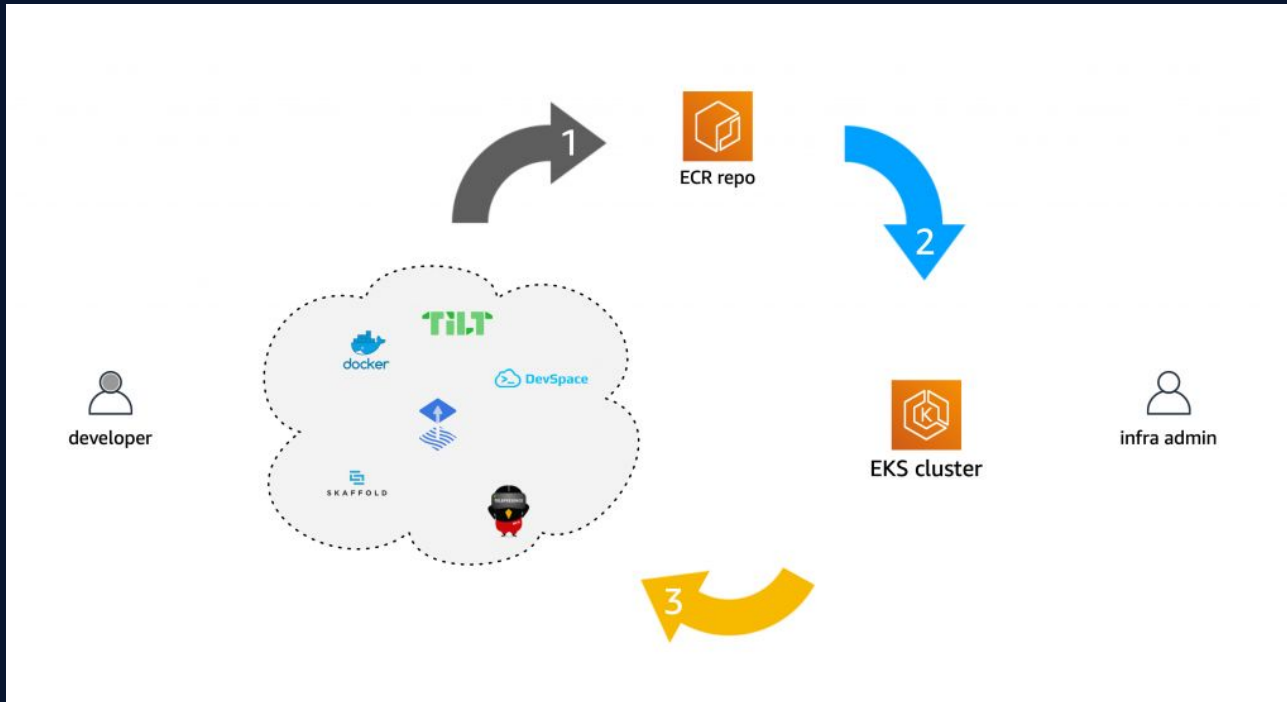 1
ECR repo
2
TiLT
docker
DevSpace
developer
SKAFFOLD
EKS cluster
infra admin
3